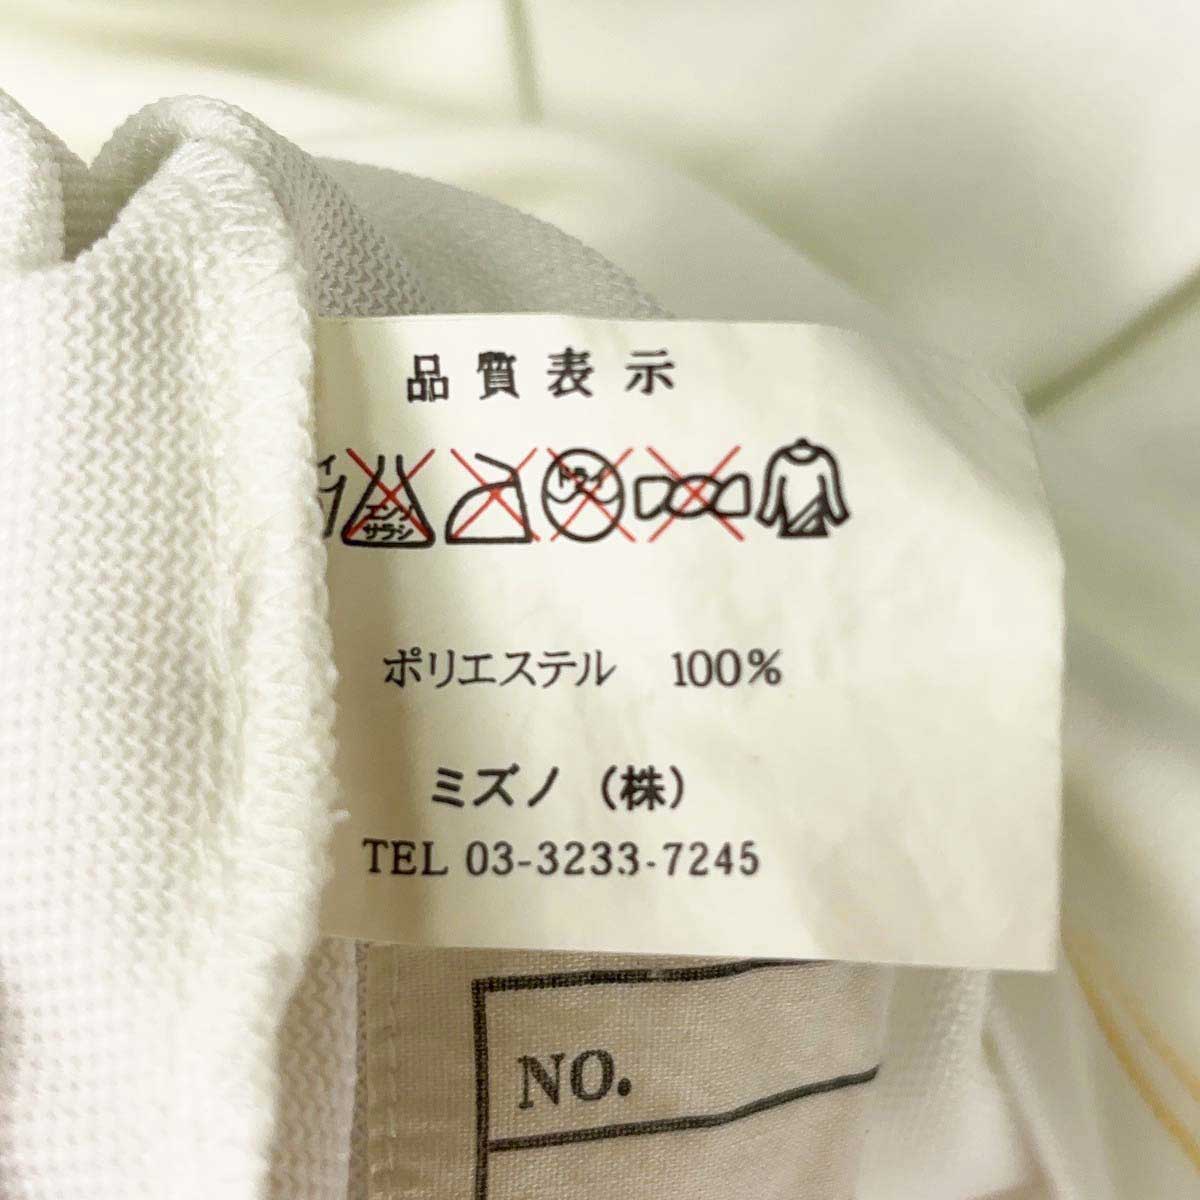 品質表示
イ エンソ サラシ ドライ
ポリエステル 100%
ミズノ (株)
TEL 03-3233-7245
NO.